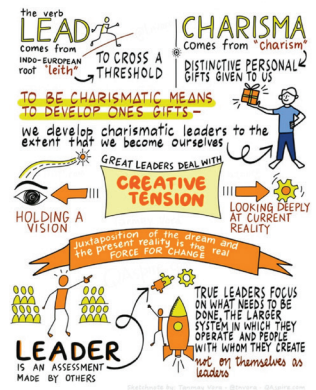 the verb
LEAD
comes from
INDO-EUROPEAN
root "leith"
TO CROSS A
THRESHOLD
CHARISMA
comes from "charism"
DISTINCTIVE PERSONAL
GIFTS GIVEN TO US
TO BE CHARISMATIC MEANS
TO DEVELOP ONES GIFTS -
we develop charismatic leaders to the
extent that we become ourselves
GREAT LEADERS DEAL WITH
CREATIVE
TENSION
HOLDING A
VISION
LOOKING DEEPLY
AT CURRENT
REALITY
juxtaposition of the dream and
the present reality is the real
FORCE FOR CHANGE
LEADER
IS AN ASSESSMENT
MADE BY OTHERS
TRUE LEADERS FOCUS
ON WHAT NEEDS TO BE
DONE, THE LARGER
SYSTEM IN WHICH THEY
OPERATE AND PEOPLE
WITH WHOM THEY CREATE
not on themselves as
leaders